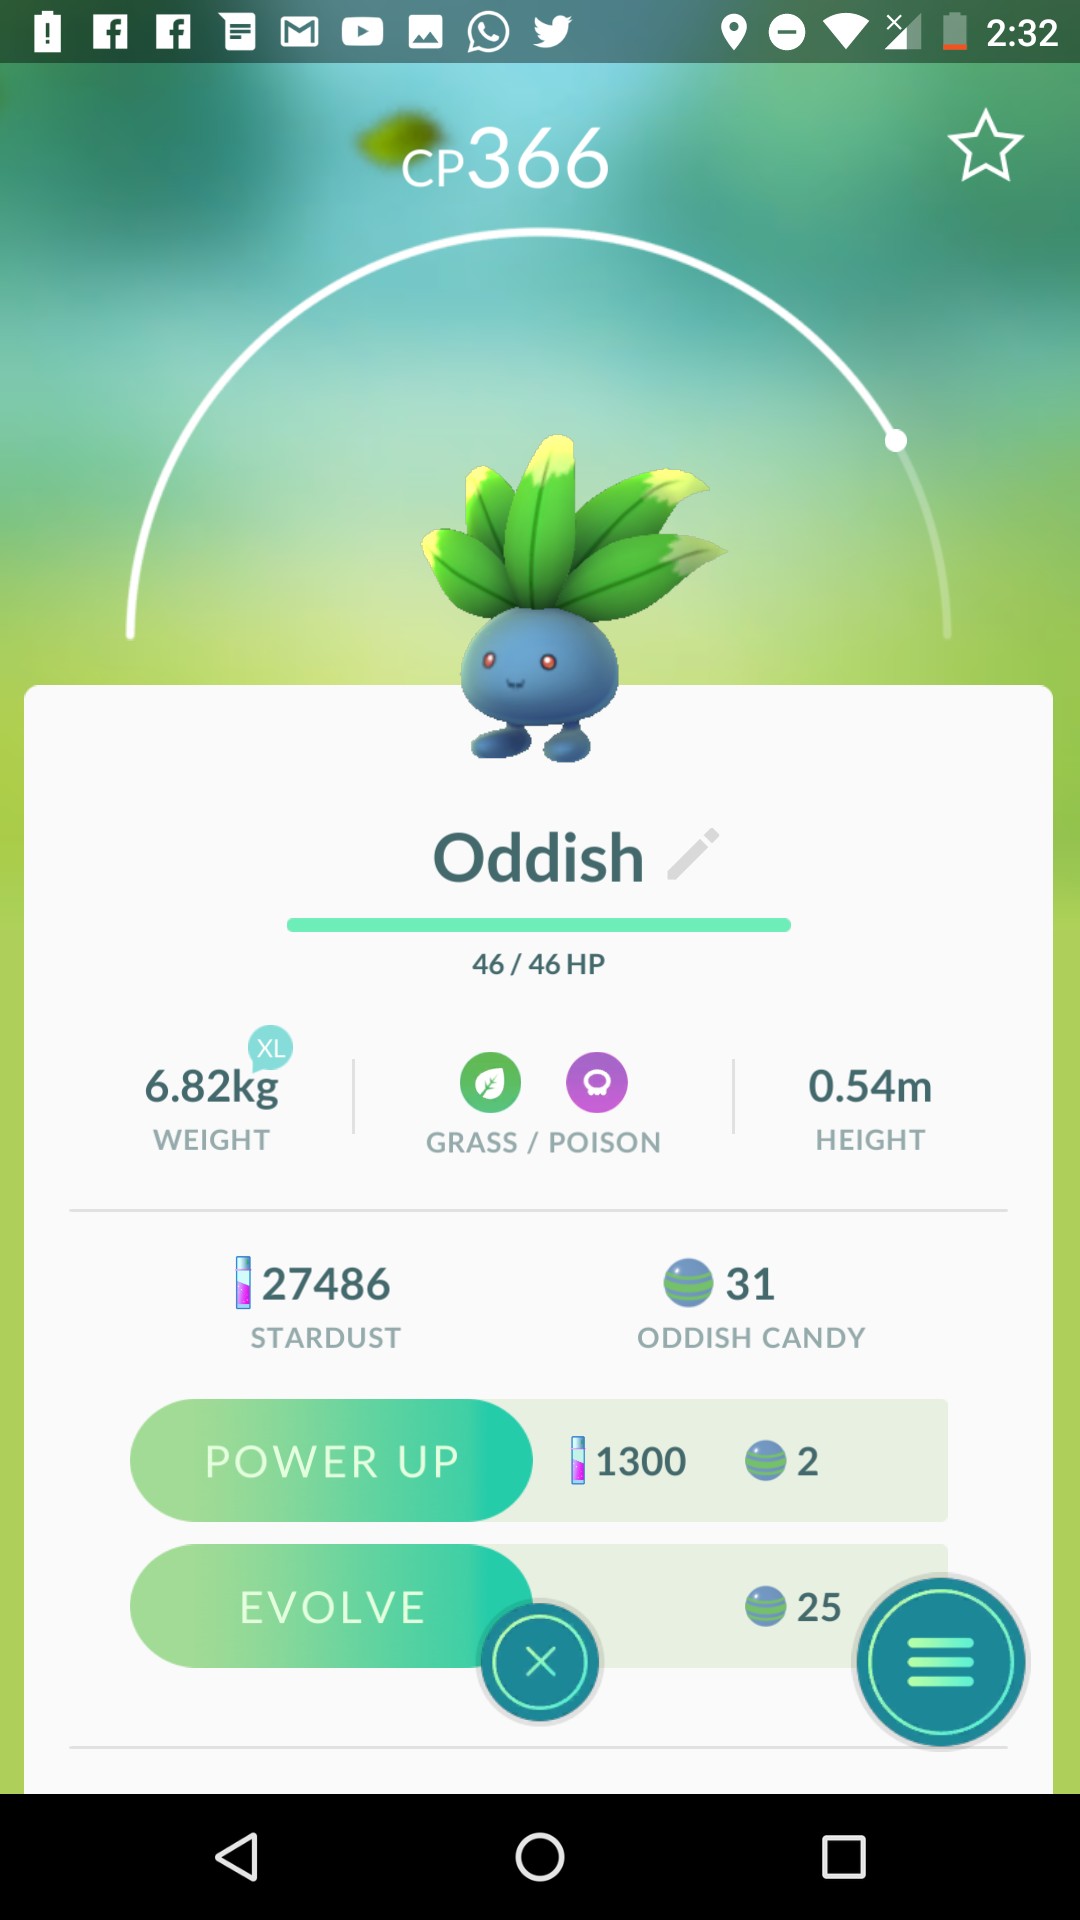 2:32
CP366
Oddish
46 / 46 HP
XL
6.82kg
WEIGHT
GRASS / POISON
0.54m
HEIGHT
27486
STARDUST
31
ODDISH CANDY
POWER UP 1300 2
EVOLVE 25